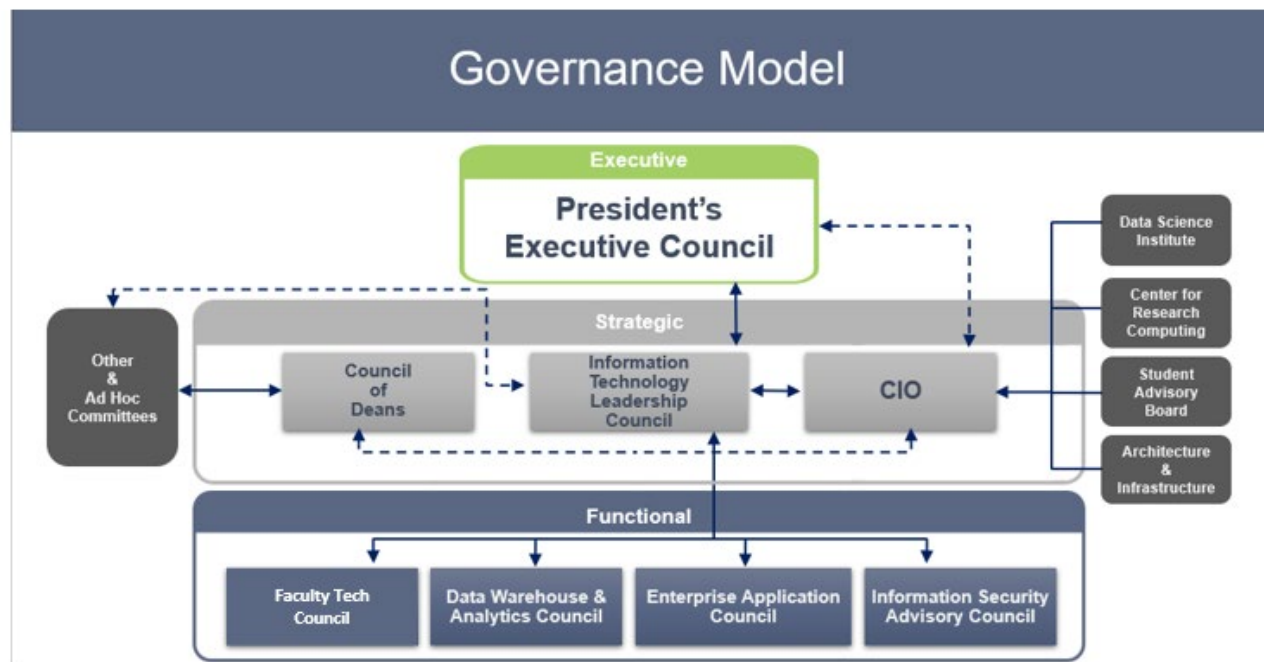 Governance Model
Executive
President's
Executive Council
Data Science
Institute
Center for
Research
Computing
Student
Advisory
Board
Architecture
&
Infrastructure
Strategic
Other
&
Ad Hoc
Committees
Council
of
Deans
Information
Technology
Leadership
Council
CIO
Functional
Faculty Tech
Council
Data Warehouse &
Analytics Council
Enterprise Application
Council
Information Security
Advisory Council